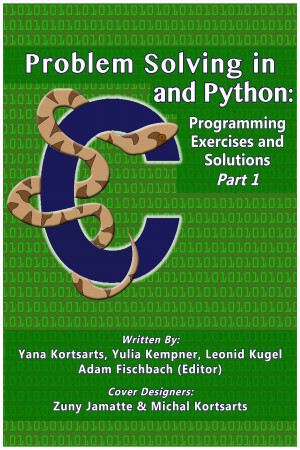 Problem Solving in
C
and Python:
Programming
Exercises and
Solutions
Part 1
Written By:
Yana Kortsarts, Yulia Kempner, Leonid Kugel
Adam Fischbach (Editor)
Cover Designers:
Zuny Jamatte & Michal Kortsarts